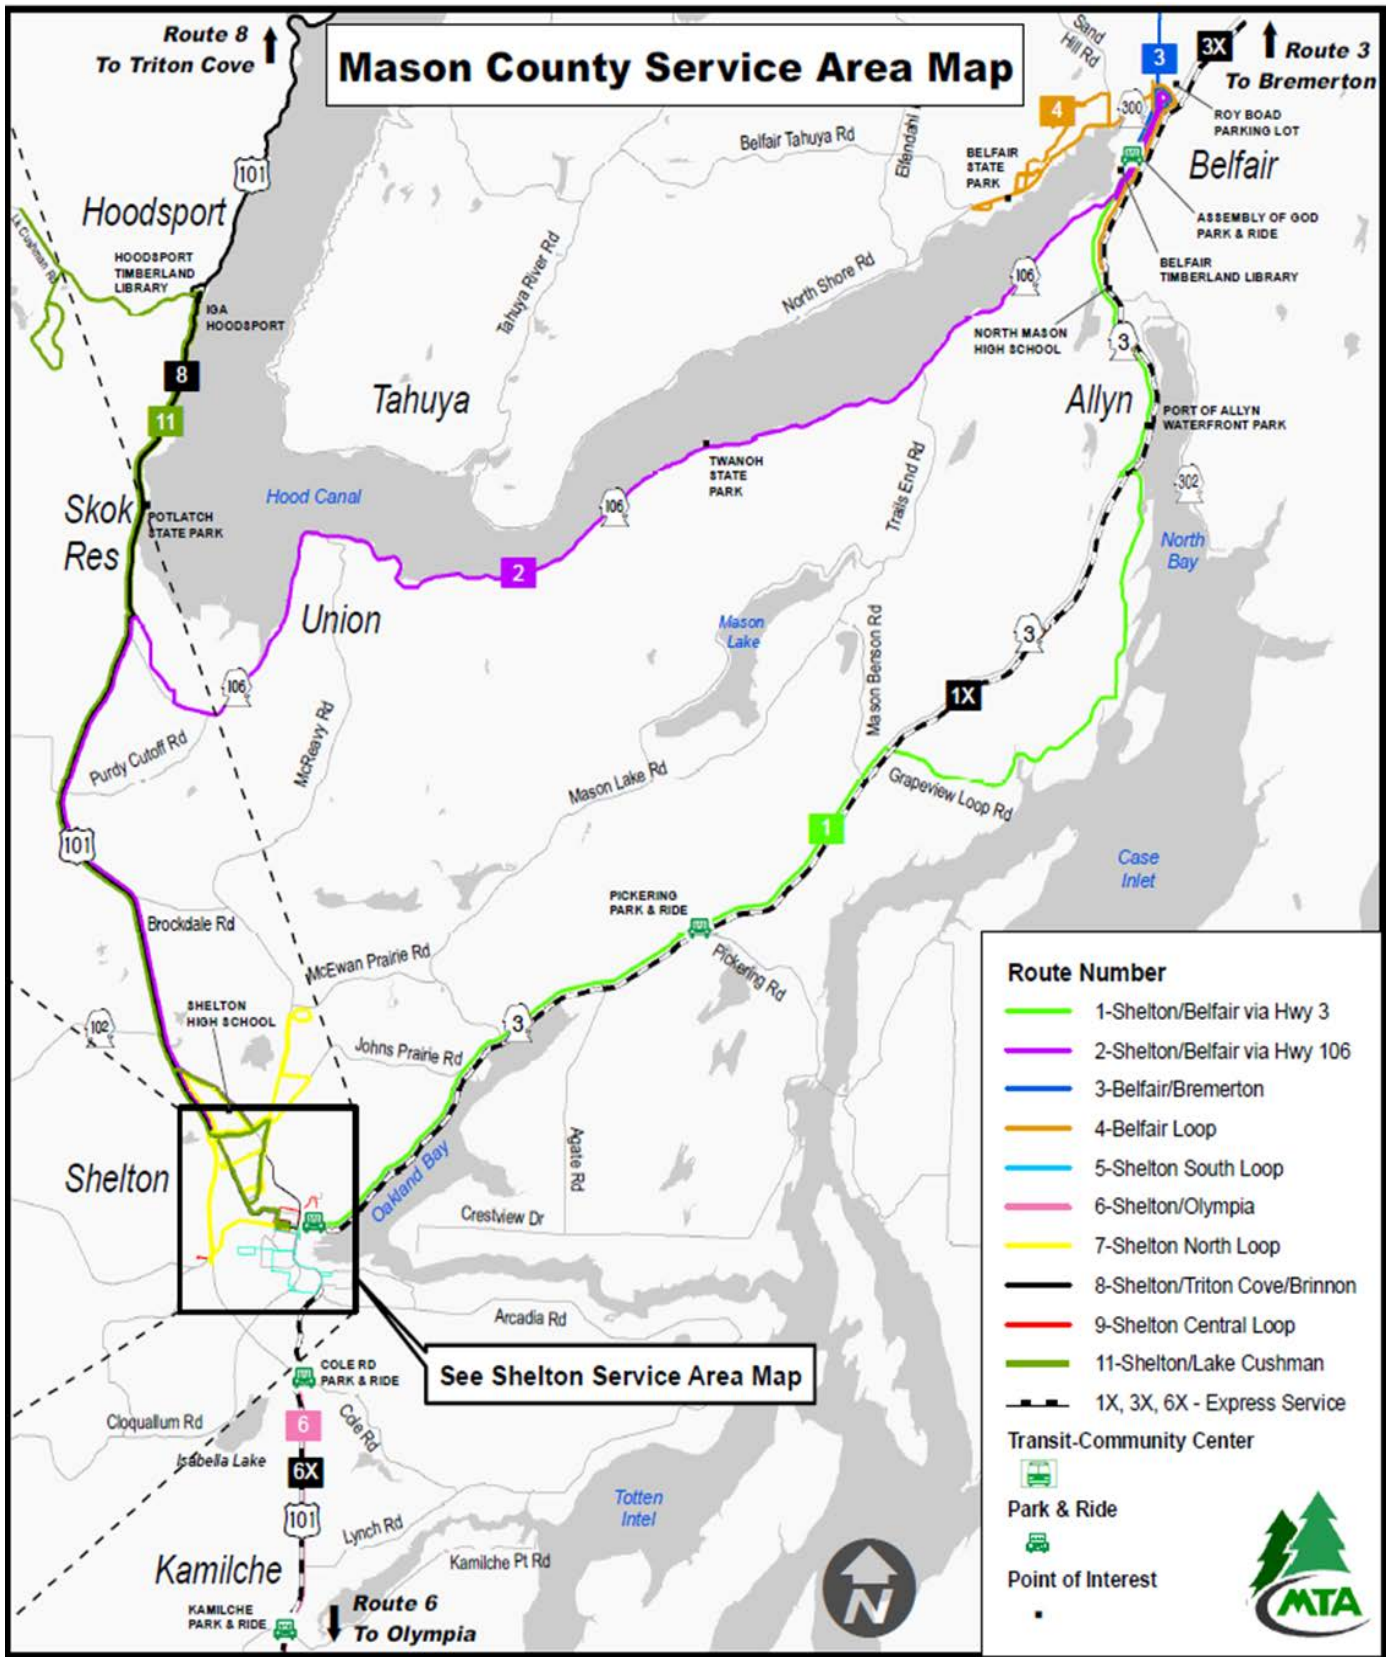 Route 8
To Triton Cove
Mason County Service Area Map
Sand
Hill Rd
3
3X
Route 3
To Bremerton
4
300
ROY BOAD
PARKING LOT
Belfair Tahuya Rd
Elfendahl
BELFAIR
STATE
PARK
Belfair
101
Hoodsport
Lk Cushman Rd
HOODSPORT
TIMBERLAND
LIBRARY
IGA
HOODSPORT
ASSEMBLY OF GOD
PARK & RIDE
BELFAIR
TIMBERLAND LIBRARY
Tahuya River Rd
North Shore Rd
106
NORTH MASON
HIGH SCHOOL
3
8
11
Tahuya
Allyn
PORT OF ALLYN
WATERFRONT PARK
TWANOH
STATE
PARK
Trails End Rd
302
Hood Canal
106
Skok
Res
POTLATCH
STATE PARK
North
Bay
2
Union
Mason
Lake
Mason Benson Rd
3
106
1X
Purdy Cutoff Rd
McReavy Rd
Mason Lake Rd
Grapeview Loop Rd
101
1
Case
Inlet
PICKERING
PARK & RIDE
Brockdale Rd
McEwan Prairie Rd
Pickering Rd
SHELTON
HIGH SCHOOL
102
3
Johns Prairie Rd
Shelton
Oakland Bay
Agate Rd
Crestview Dr
Arcadia Rd
See Shelton Service Area Map
COLE RD
PARK & RIDE
Cloquallum Rd
6
Cole Rd
Isabella Lake
6X
101
Lynch Rd
Totten
Intel
Kamilche
Kamilche Pt Rd
KAMILCHE
PARK & RIDE
Route 6
To Olympia
N
Route Number
1-Shelton/Belfair via Hwy 3
2-Shelton/Belfair via Hwy 106
3-Belfair/Bremerton
4-Belfair Loop
5-Shelton South Loop
6-Shelton/Olympia
7-Shelton North Loop
8-Shelton/Triton Cove/Brinnon
9-Shelton Central Loop
11-Shelton/Lake Cushman
1X, 3X, 6X - Express Service
Transit-Community Center
Park & Ride
Point of Interest
MTA